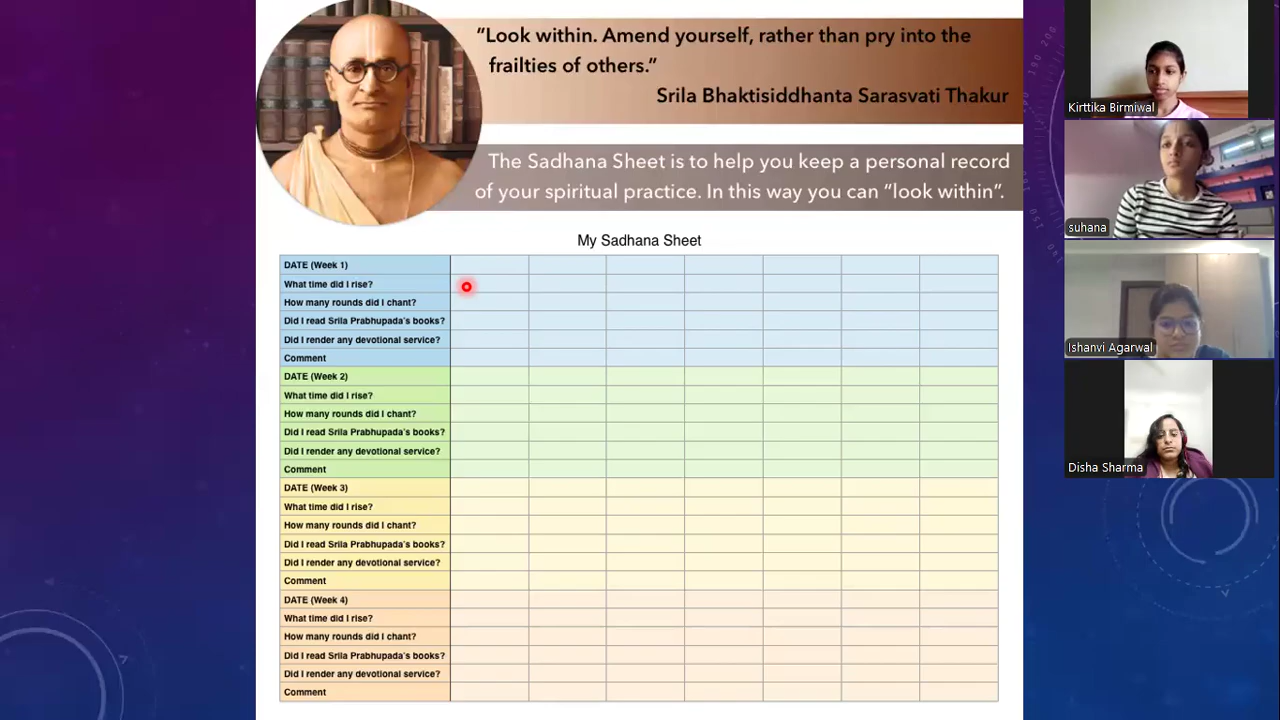 “Look within. Amend yourself, rather than pry into the
frailties of others.”
Srila Bhaktisiddhanta Sarasvati Thakur
The Sadhana Sheet is to help you keep a personal record
of your spiritual practice. In this way you can “look within”.
My Sadhana Sheet
DATE (Week 1)
What time did I rise?
How many rounds did I chant?
Did I read Srila Prabhupada's books?
Did I render any devotional service?
Comment
DATE (Week 2)
What time did I rise?
How many rounds did I chant?
Did I read Srila Prabhupada's books?
Did I render any devotional service?
Comment
DATE (Week 3)
What time did I rise?
How many rounds did I chant?
Did I read Srila Prabhupada's books?
Did I render any devotional service?
Comment
DATE (Week 4)
What time did I rise?
How many rounds did I chant?
Did I read Srila Prabhupada's books?
Did I render any devotional service?
Comment
Kirttika Birmiwal
suhana
Ishanvi Agarwal
Disha Sharma